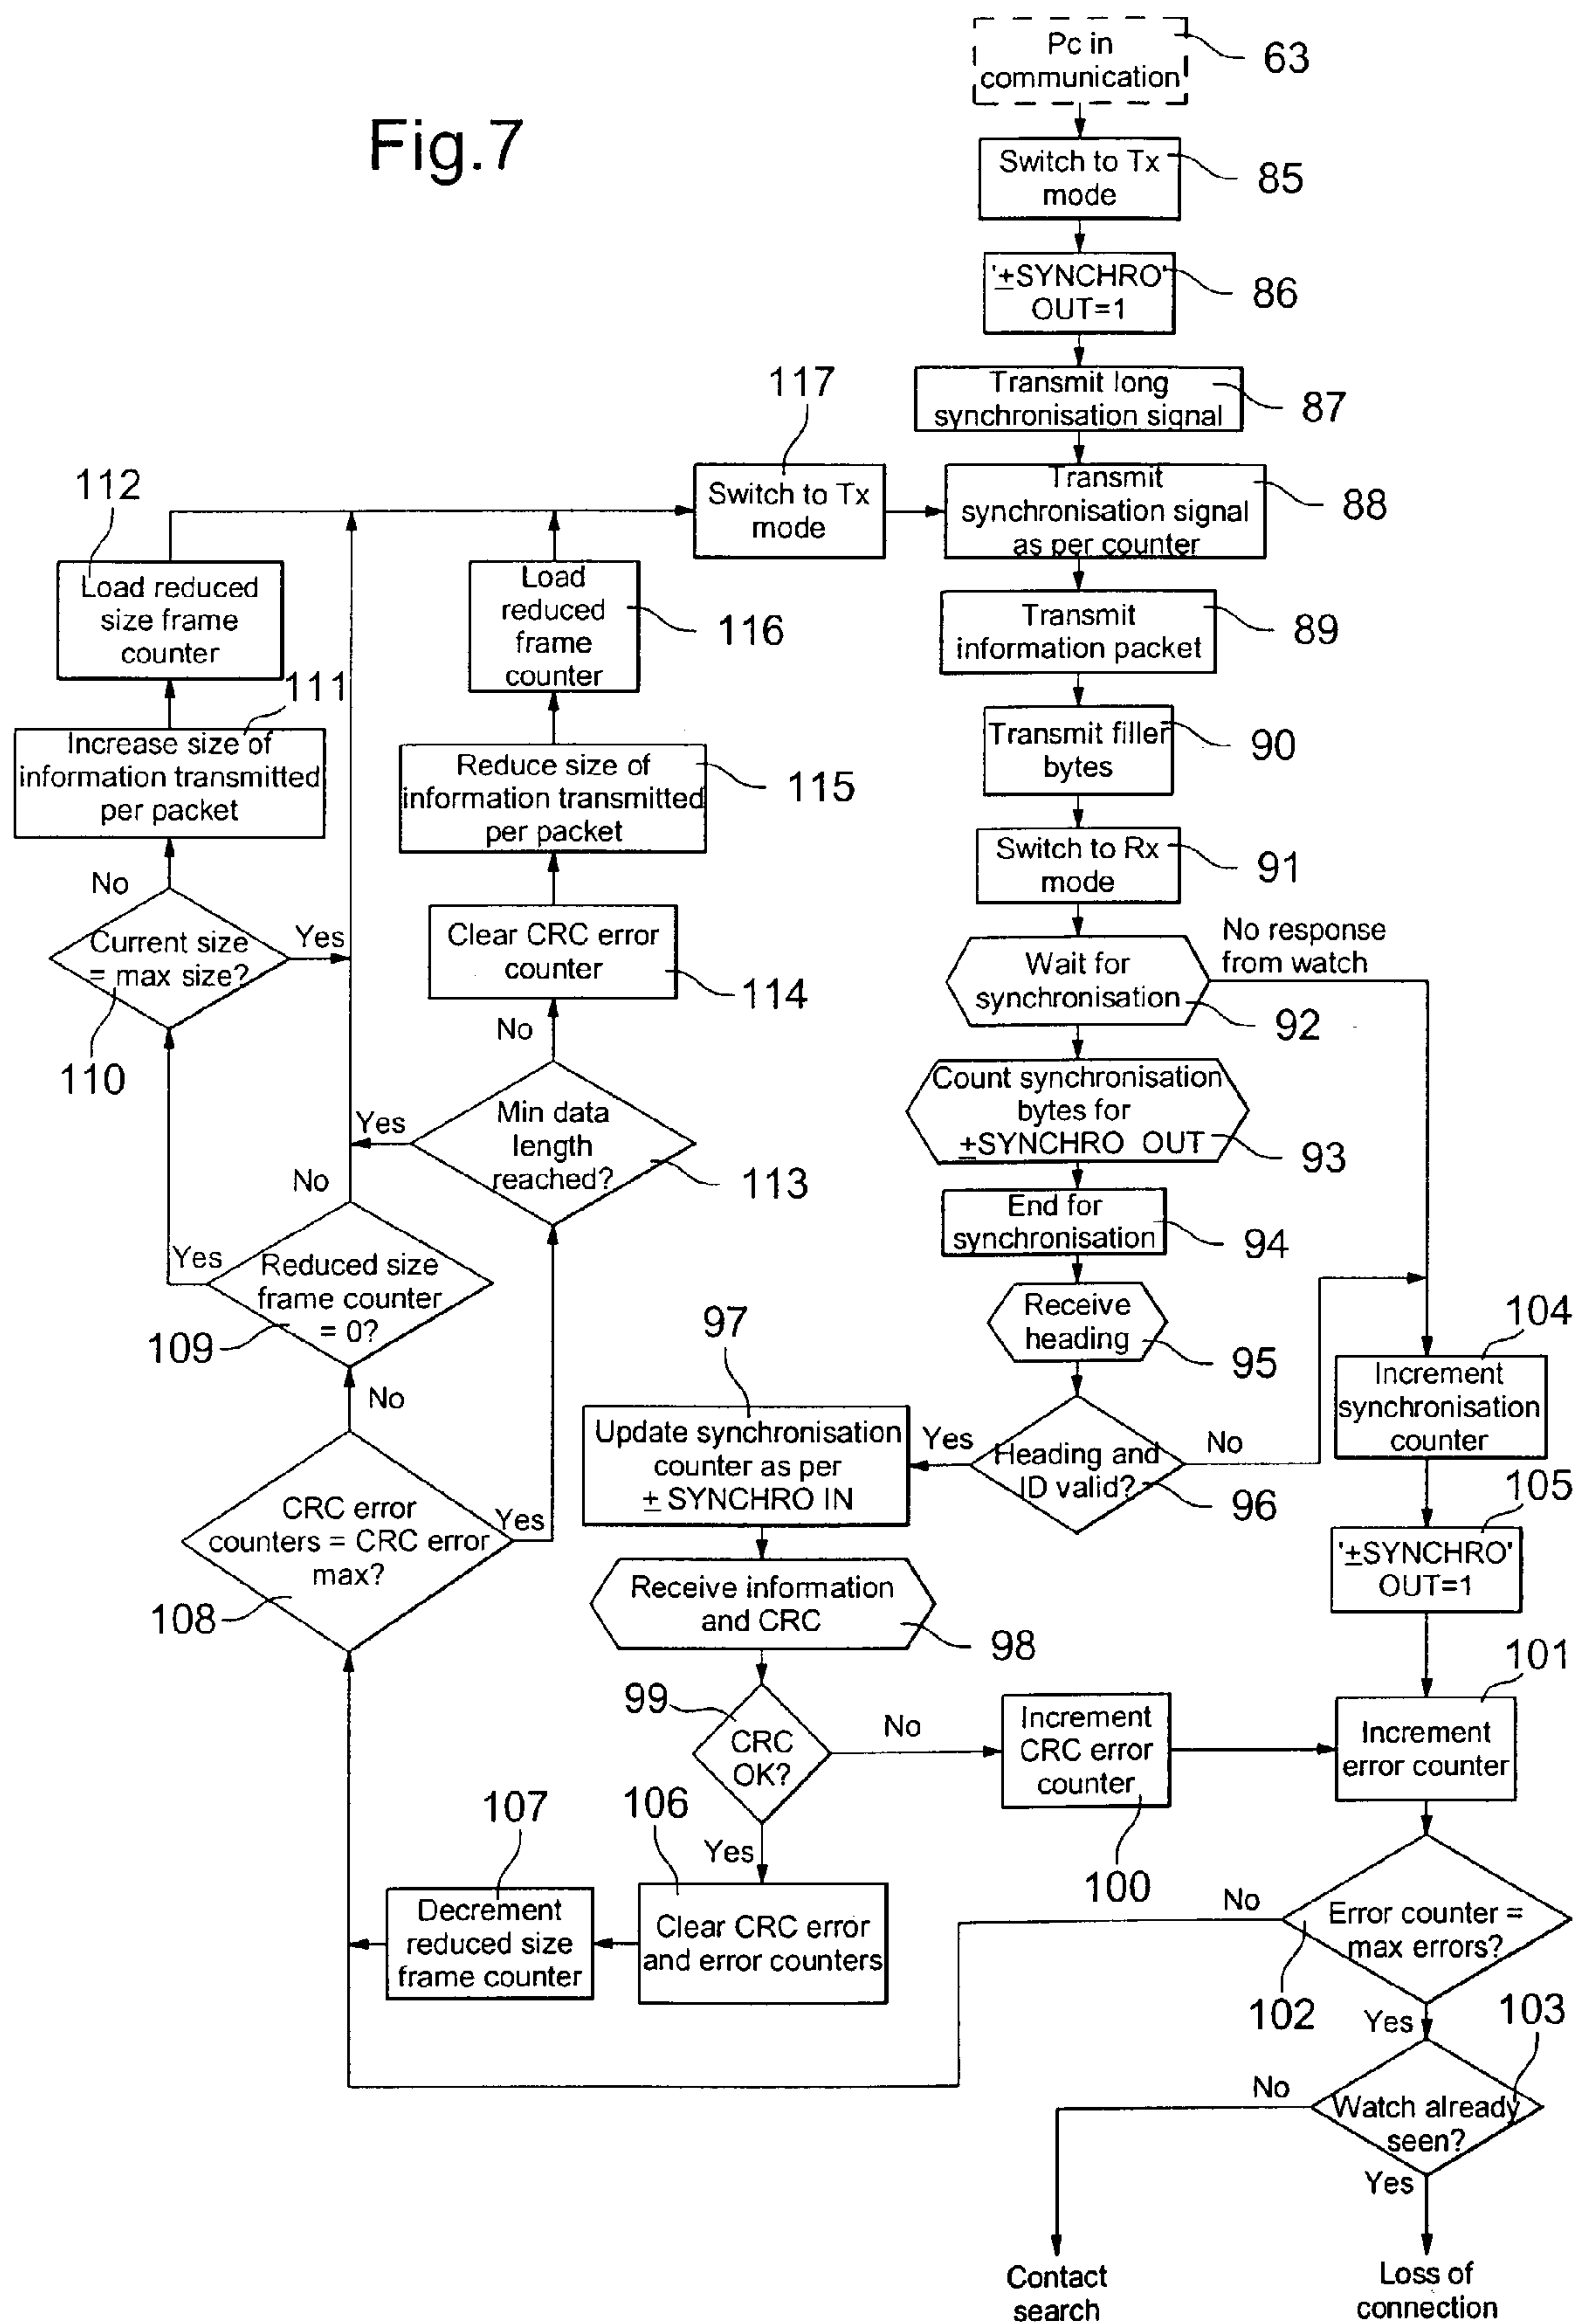 Fig.7
Pc in
communication
63
Switch to Tx
mode
85
'±SYNCHRO'
OUT=1
86
Transmit long
synchronisation signal
87
117
Switch to Tx
mode
Transmit
synchronisation signal
as per counter
88
112
Load reduced
size frame
counter
Load
reduced
frame
counter
116
Transmit
information packet
89
111
Increase size of
information transmitted
per packet
Reduce size of
information transmitted
per packet
115
Transmit filler
bytes
90
Switch to Rx
mode
91
No
Current size
= max size?
Yes
110
Clear CRC error
counter
114
No
Wait for
synchronisation
92
No response
from watch
Count synchronisation
bytes for
±SYNCHRO OUT
93
Yes
Min data
length
reached?
113
No
End for
synchronisation
94
Yes
Reduced size
frame counter
= 0?
109
Receive
heading
95
97
104
Increment
synchronisation
counter
No
Update synchronisation
counter as per
± SYNCHRO IN
Yes
Heading and
ID valid?
No
96
105
'±SYNCHRO'
OUT=1
CRC error
counters = CRC error
max?
Yes
108
Receive information
and CRC
98
101
99
CRC
OK?
No
Increment
CRC error
counter
100
Increment
error counter
107
106
Yes
Decrement
reduced size
frame counter
Clear CRC error
and error counters
No
Error counter =
max errors?
102
Yes
103
No
Watch already
seen?
Yes
Contact
search
Loss of
connection